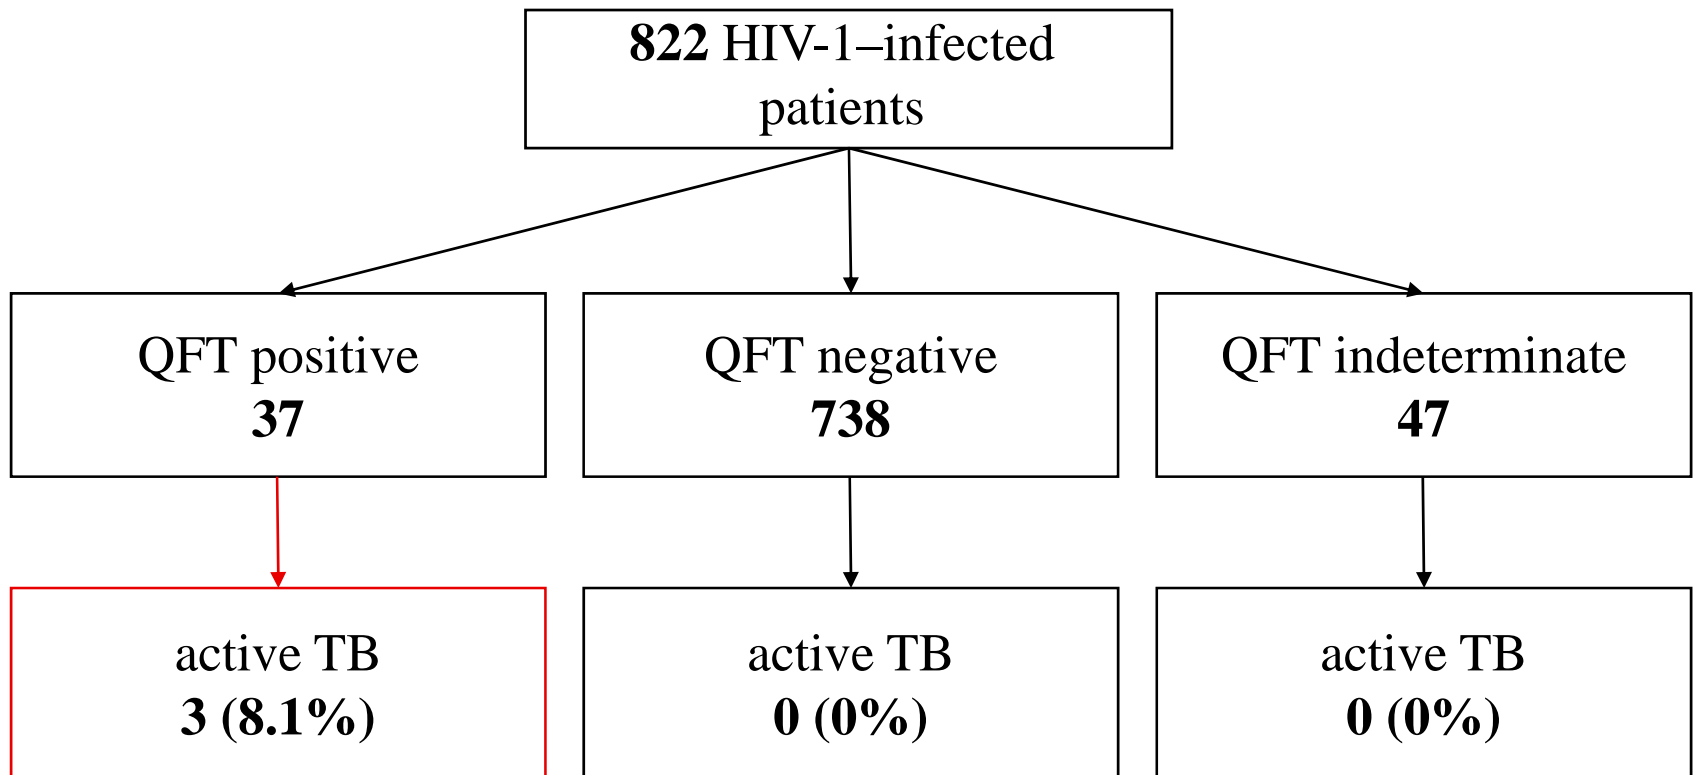 822 HIV-1–infected
patients
QFT positive
37
QFT negative
738
QFT indeterminate
47
active TB
3 (8.1%)
active TB
0 (0%)
active TB
0 (0%)